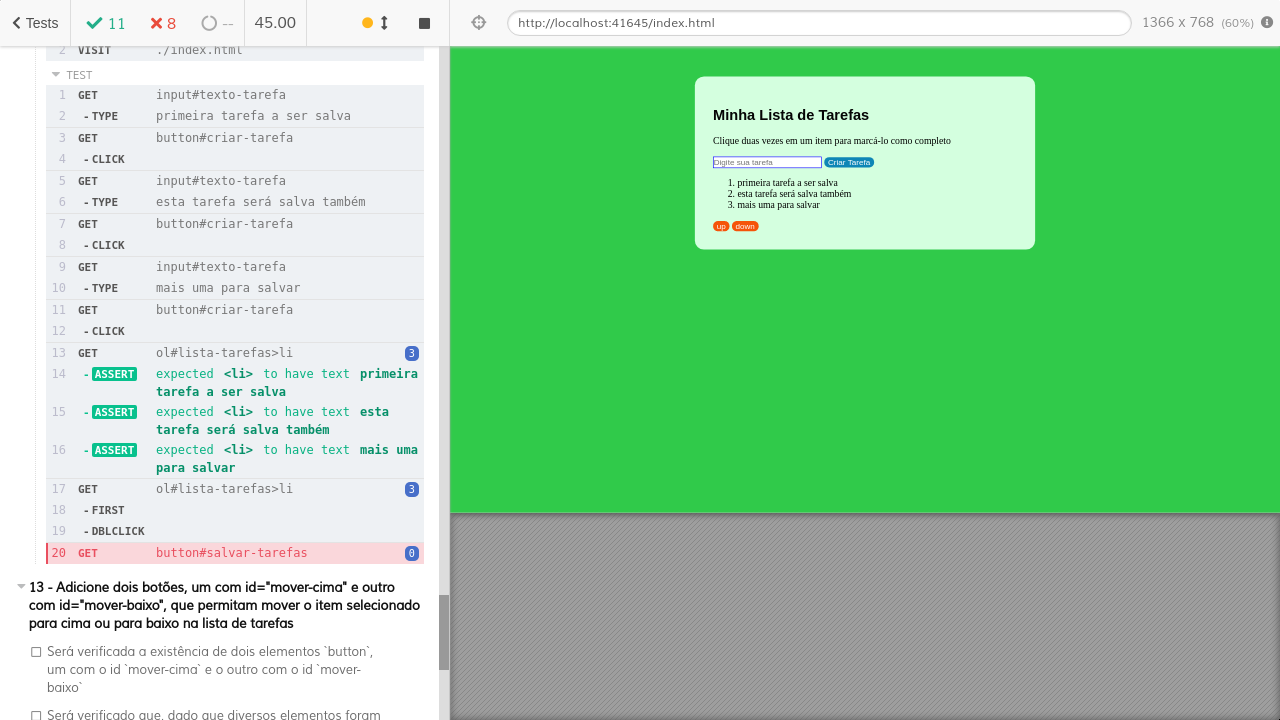 Tests 11 8 -- 45.00
http://localhost:41645/index.html 1366 x 768 (60%)
2 VISIT ./index.html
TEST
1 GET input#texto-tarefa
2 -TYPE primeira tarefa a ser salva
3 GET button#criar-tarefa
4 -CLICK
5 GET input#texto-tarefa
6 -TYPE esta tarefa será salva também
7 GET button#criar-tarefa
8 -CLICK
9 GET input#texto-tarefa
10 -TYPE mais uma para salvar
11 GET button#criar-tarefa
12 -CLICK
13 GET ol#lista-tarefas>li 3
14 -ASSERT expected <li> to have text primeira
tarefa a ser salva
15 -ASSERT expected <li> to have text esta
tarefa será salva também
16 -ASSERT expected <li> to have text mais uma
para salvar
17 GET ol#lista-tarefas>li 3
18 -FIRST
19 -DBLCLICK
20 GET button#salvar-tarefas 0
13 - Adicione dois botões, um com id="mover-cima" e outro
com id="mover-baixo", que permitam mover o item selecionado
para cima ou para baixo na lista de tarefas
Será verificada a existência de dois elementos `button`,
um com o id `mover-cima` e o outro com o id `mover-
baixo`
Será verificado que, dado que diversos elementos foram
Minha Lista de Tarefas
Clique duas vezes em um item para marcá-lo como completo
Digite sua tarefa Criar Tarefa
1. primeira tarefa a ser salva
2. esta tarefa será salva também
3. mais uma para salvar
up down